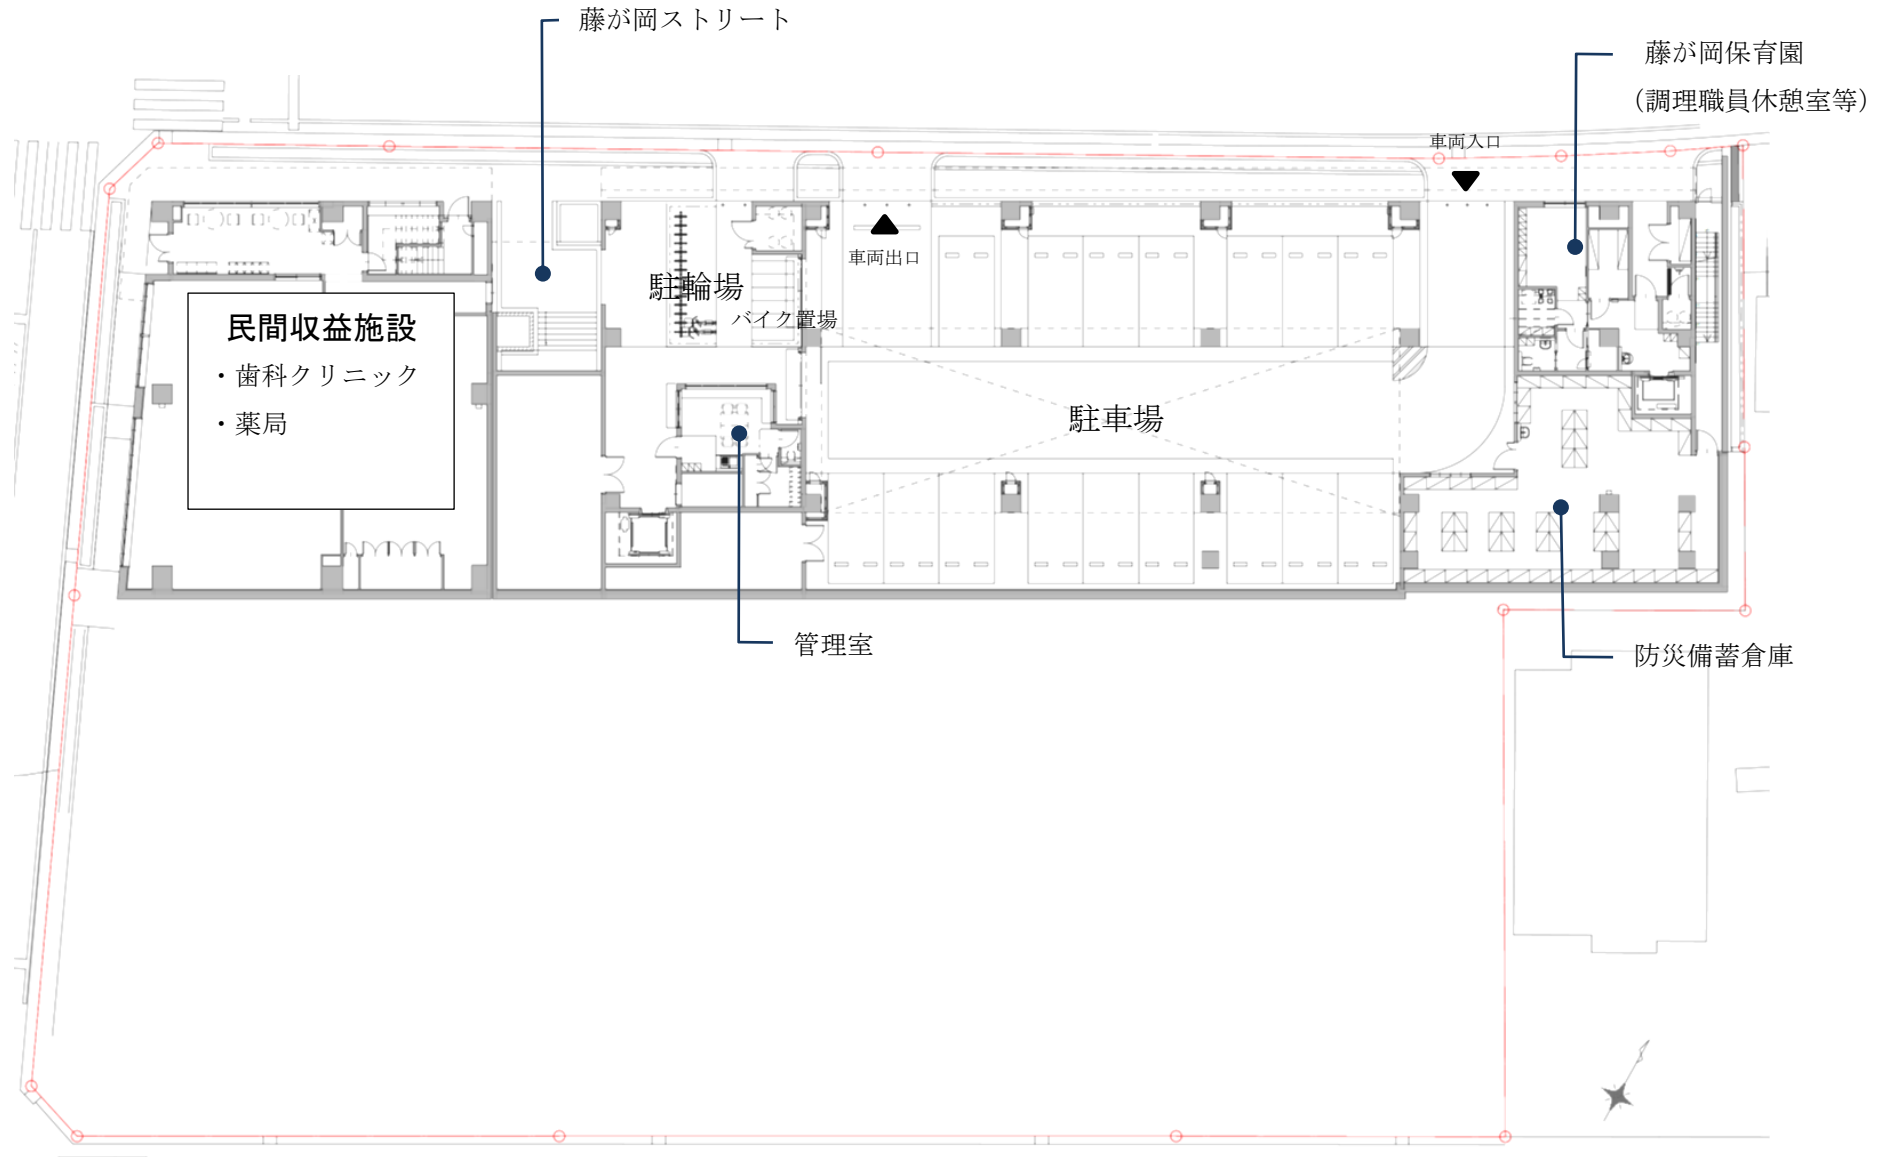 藤が岡ストリート
藤が岡保育園
（調理職員休憩室等）
車両入口
車両出口
駐輪場
バイク置場
民間収益施設
・歯科クリニック
・薬局
駐車場
管理室
防災備蓄倉庫